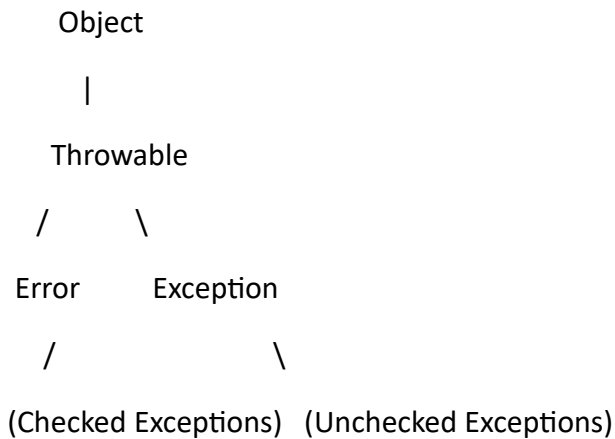 Object
|
Throwable
/ \
Error Exception
/ \
(Checked Exceptions) (Unchecked Exceptions)